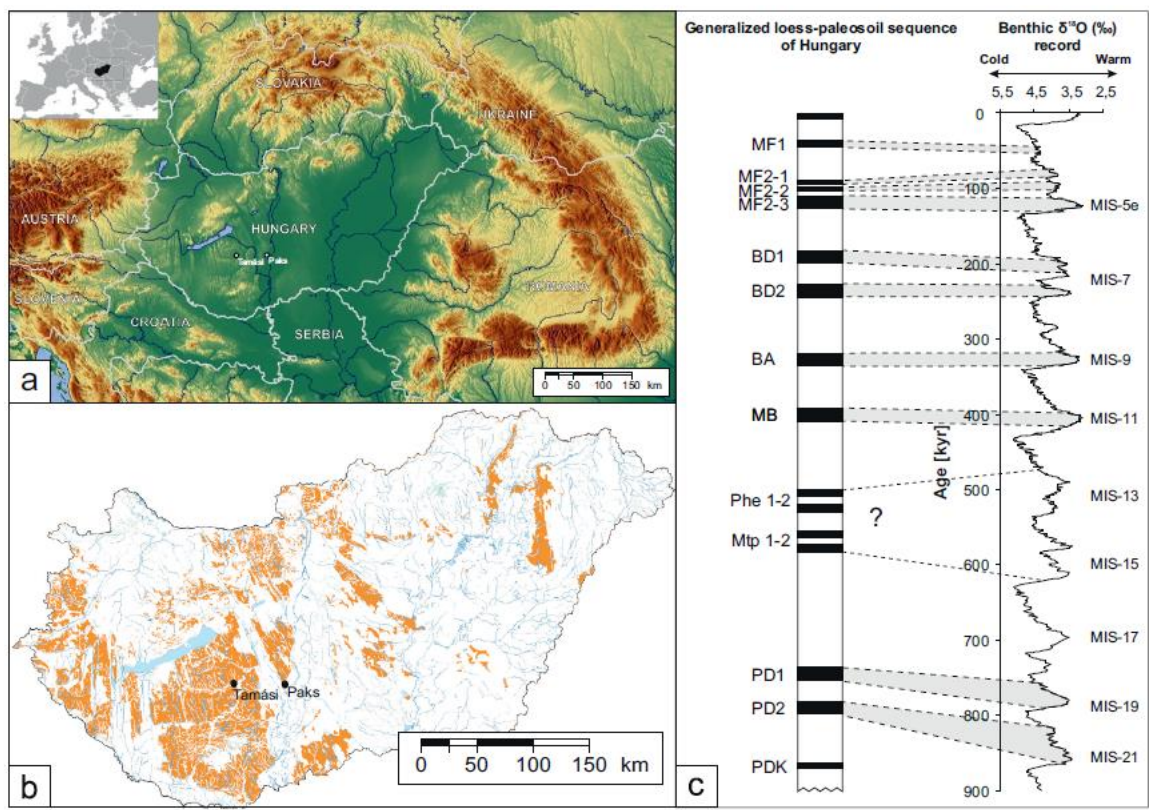 SLOVAKIA
UKRAINE
AUSTRIA
HUNGARY
Tamási
Paks
SLOVENIA
ROMANIA
CROATIA
SERBIA
0 50 100 150
km
a
Tamási
Paks
0 50 100 150
km
b
c
Generalized loess-paleosoil sequence
of Hungary
Benthic δ¹⁸O (‰)
record
Cold
Warm
5,5 4,5 3,5 2,5
MF1
MF2-1
MF2-2
MF2-3
BD1
BD2
BA
MB
Phe 1-2
Mtp 1-2
PD1
PD2
PDK
?
Age [kyr]
0
100
200
300
400
500
600
700
800
900
MIS-5e
MIS-7
MIS-9
MIS-11
MIS-13
MIS-15
MIS-17
MIS-19
MIS-21